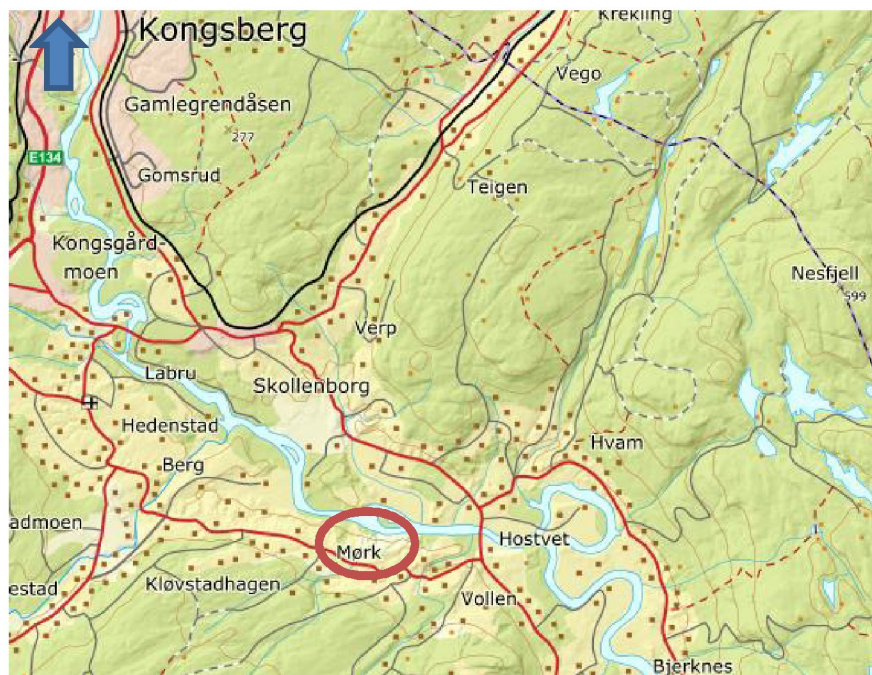 Krekling
Kongsberg
Vego
Gamlegrendåsen
277
E134
Gomsrud
Teigen
Kongsgård-
moen
Nesfjell
599
Verp
Labru
Skollenborg
Hedenstad
Hvam
Berg
admoen
Hostvet
Mørk
estad
Kløvstadhagen
Vollen
Bjerknes